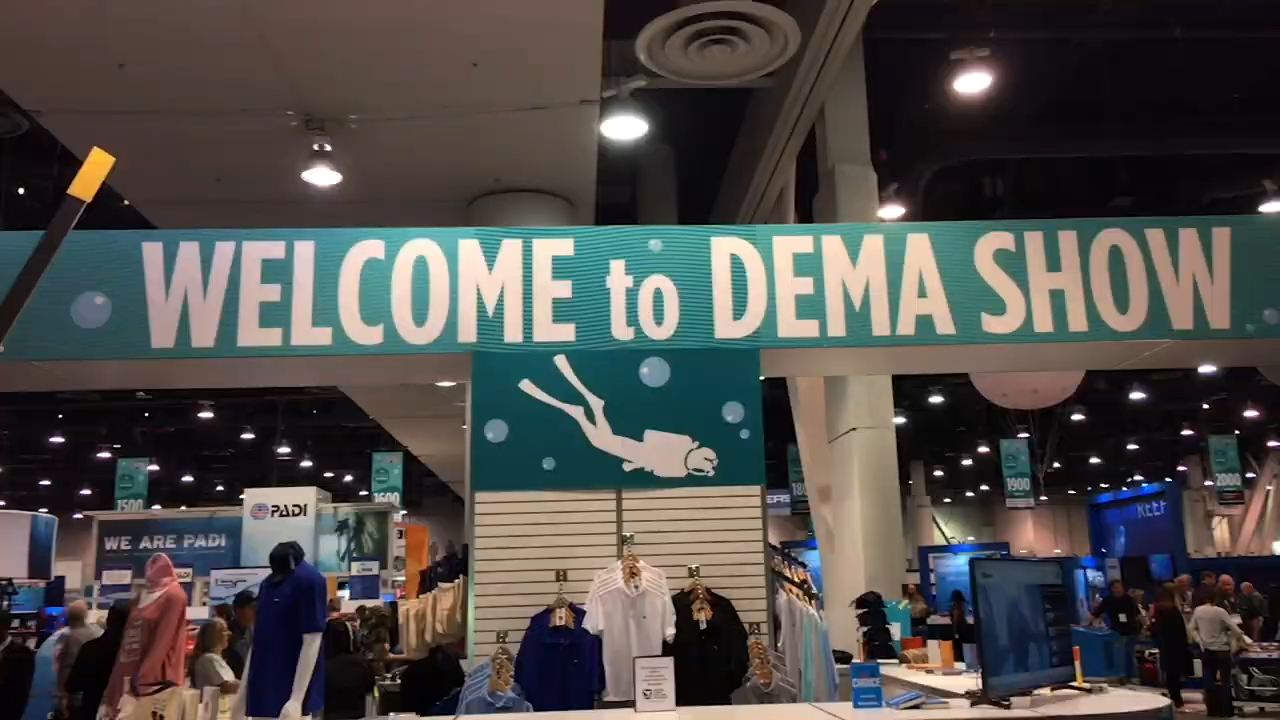 WELCOME to DEMA SHOW
1500
1600
1900
2000
PADI
WE ARE PADI
REEF
CHOICE